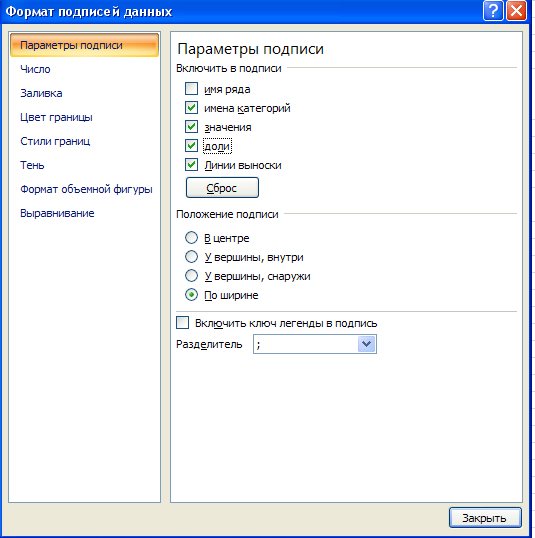 Формат подписей данных
Параметры подписи
Число
Заливка
Цвет границы
Стили границ
Тень
Формат объемной фигуры
Выравнивание
Параметры подписи
Включить в подписи
имя ряда
имена категорий
значения
доли
Линии выноски
Сброс
Положение подписи
В центре
У вершины, внутри
У вершины, снаружи
По ширине
Включить ключ легенды в подпись
Разделитель ;
Закрыть